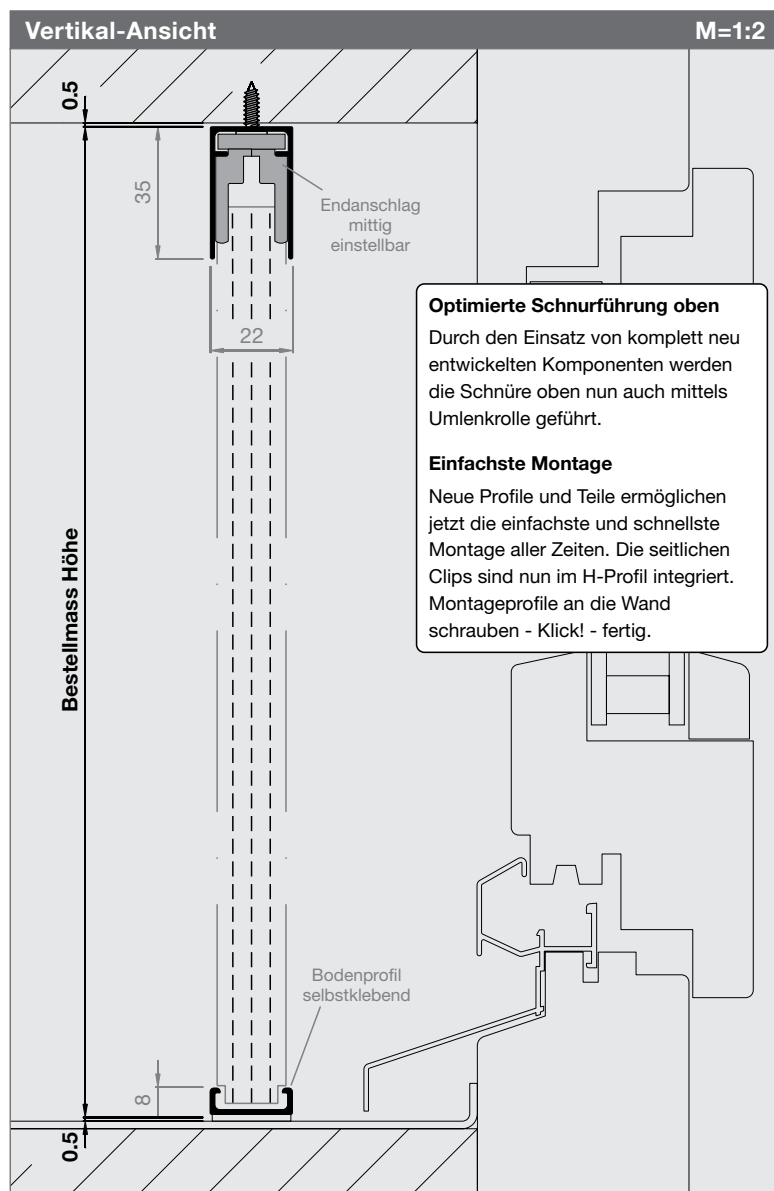 Vertikal-Ansicht M=1:2
0.5
35
Endanschlag
mittig
einstellbar
22
Optimierte Schnurführung oben
Durch den Einsatz von komplett neu
entwickelten Komponenten werden
die Schnüre oben nun auch mittels
Umlenkrolle geführt.
Einfachste Montage
Neue Profile und Teile ermöglichen
jetzt die einfachste und schnellste
Montage aller Zeiten. Die seitlichen
Clips sind nun im H-Profil integriert.
Montageprofile an die Wand
schrauben - Klick! - fertig.
Bestellmass Höhe
Bodenprofil
selbstklebend
8
0.5